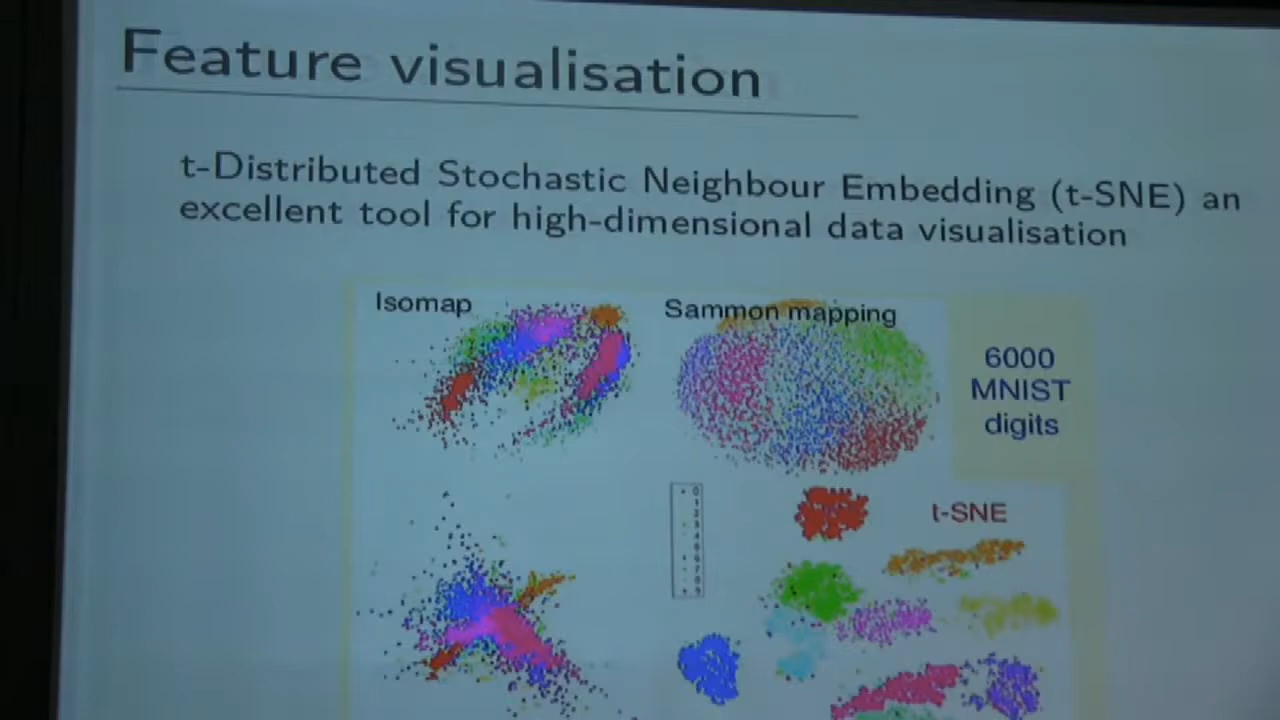 Feature visualisation
t-Distributed Stochastic Neighbour Embedding (t-SNE) an
excellent tool for high-dimensional data visualisation
Isomap
Sammon mapping
6000
MNIST
digits
t-SNE